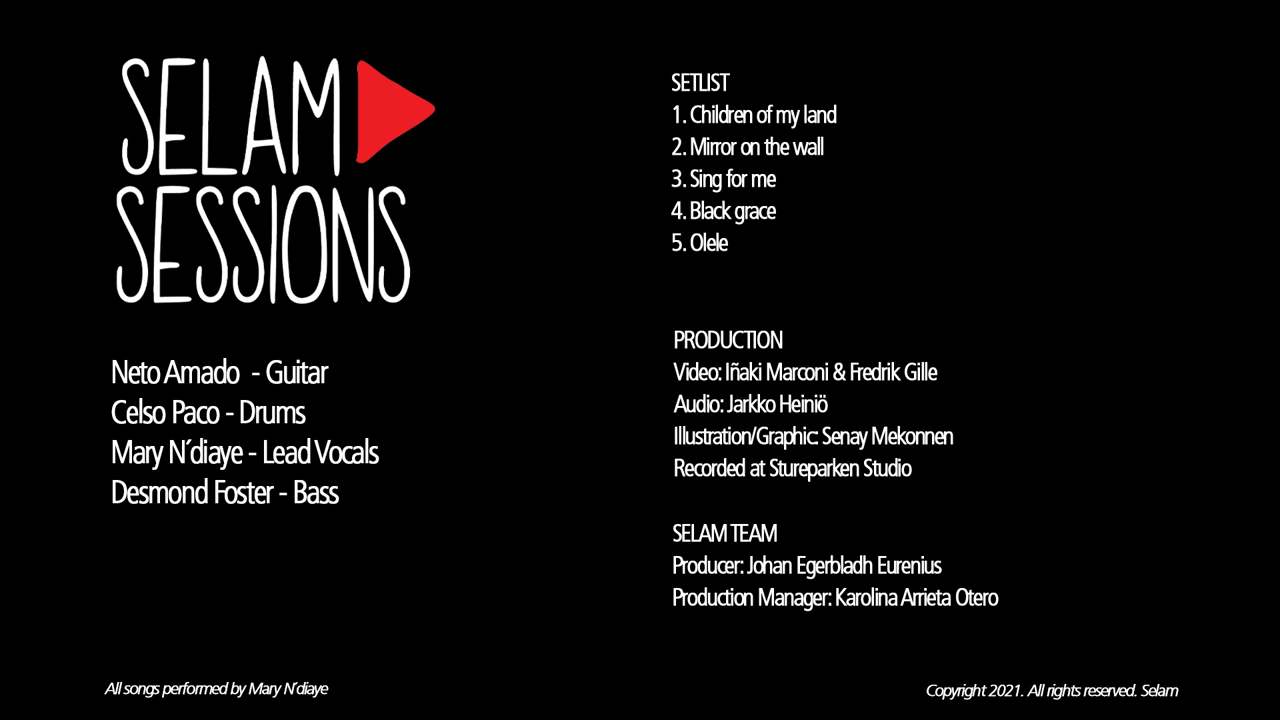 SELAM
SESSIONS
Neto Amado - Guitar
Celso Paco - Drums
Mary N´diaye - Lead Vocals
Desmond Foster - Bass
SETLIST
1. Children of my land
2. Mirror on the wall
3. Sing for me
4. Black grace
5. Olele
PRODUCTION
Video: Iñaki Marconi & Fredrik Gille
Audio: Jarkko Heiniö
Illustration/Graphic: Senay Mekonnen
Recorded at Stureparken Studio
SELAM TEAM
Producer: Johan Egerbladh Eurenius
Production Manager: Karolina Arrieta Otero
All songs performed by Mary N´diaye
Copyright 2021. All rights reserved. Selam